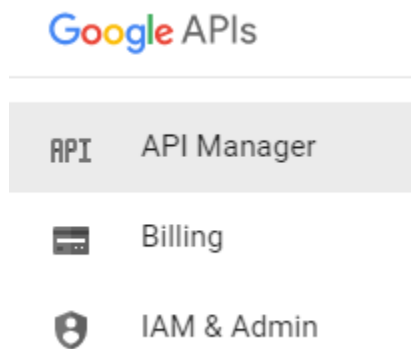 Google APIs
API API Manager
Billing
IAM & Admin